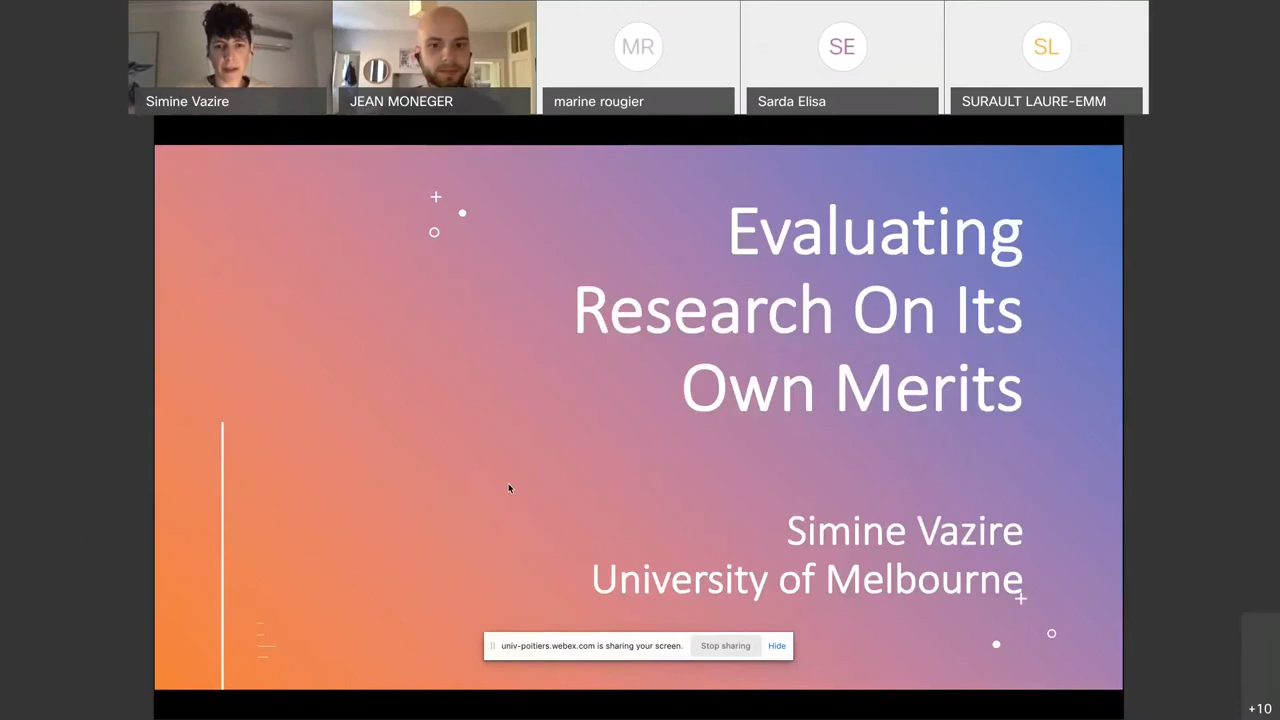 MR
SE
SL
Simine Vazire
JEAN MONEGER
marine rougier
Sarda Elisa
SURAULT LAURE-EMM
Evaluating
Research On Its
Own Merits
Simine Vazire
University of Melbourne
univ-poitiers.webex.com is sharing your screen.
Stop sharing
Hide
+10